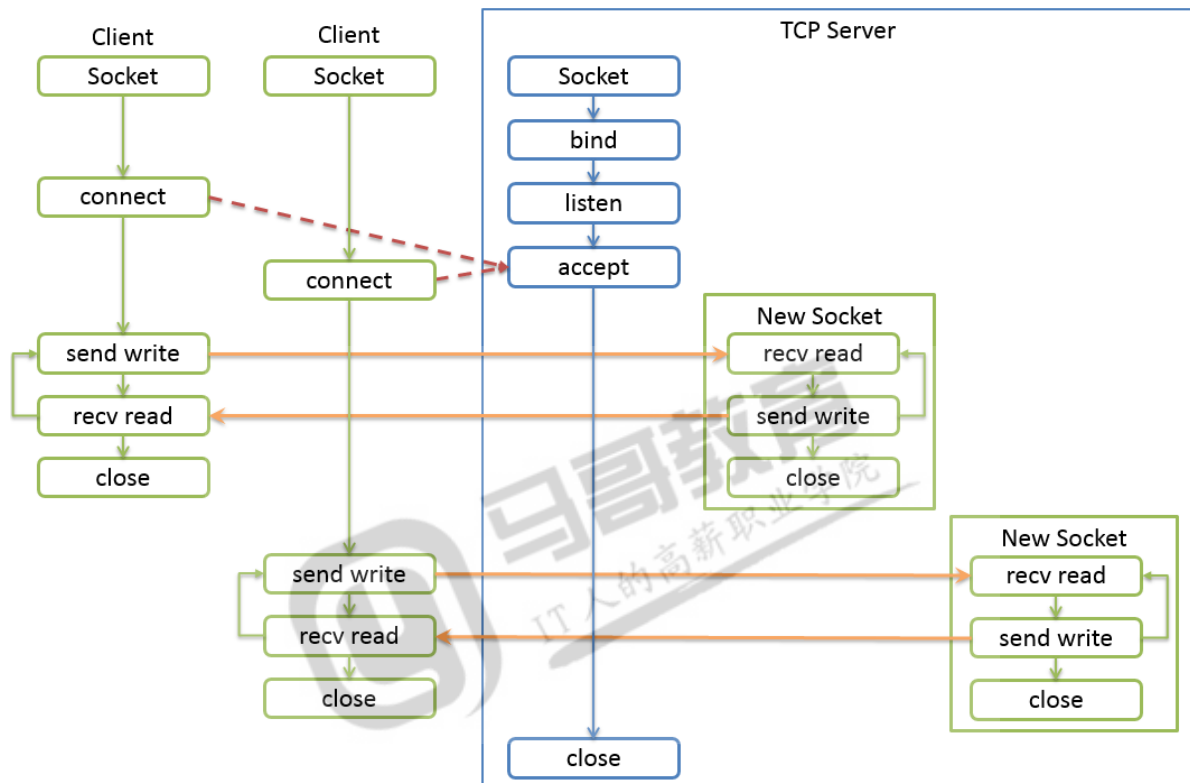 Client
Socket
connect
send write
recv read
close
Client
Socket
connect
send write
recv read
close
TCP Server
Socket
bind
listen
accept
close
New Socket
recv read
send write
close
New Socket
recv read
send write
close
马哥教育
IT人的高薪职业学院